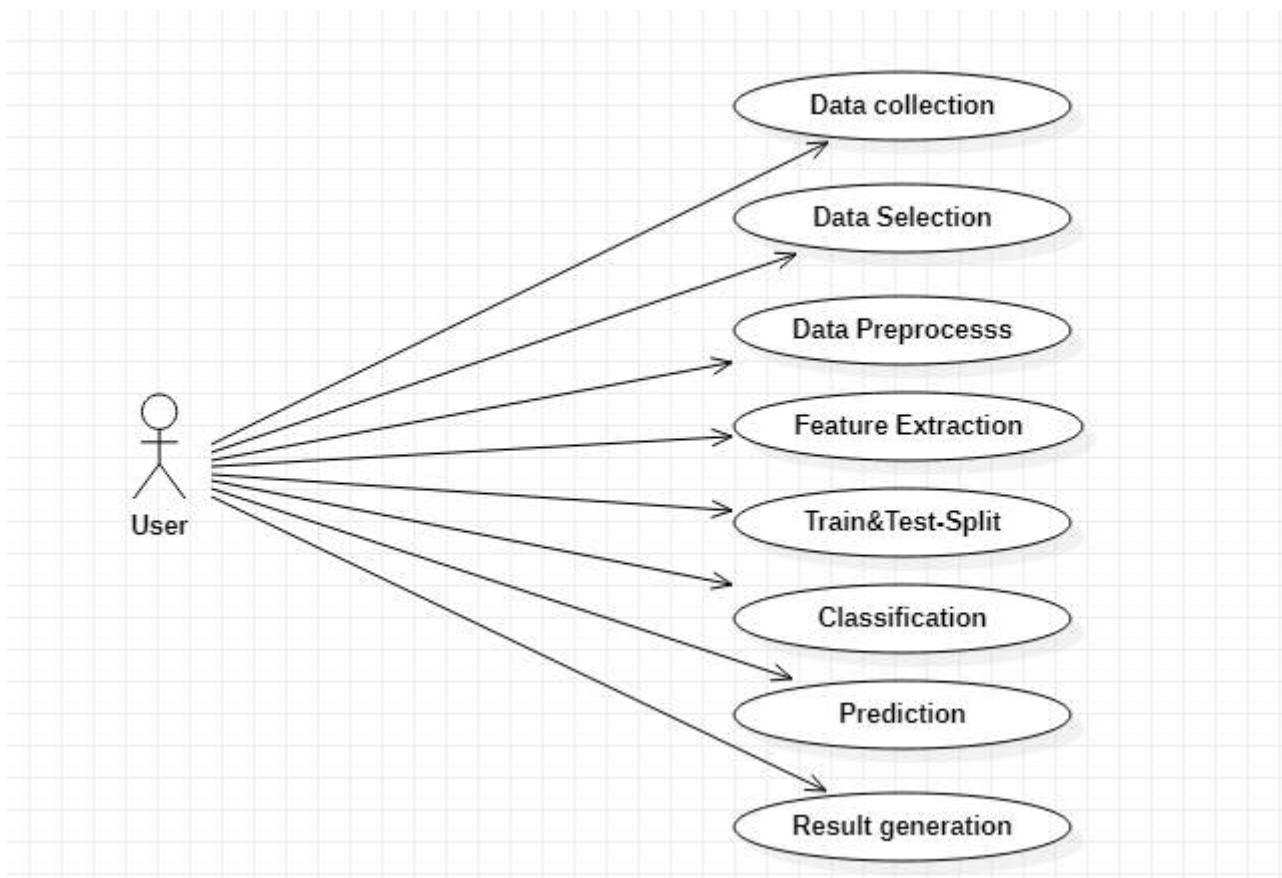 Data collection
Data Selection
Data Preprocesss
Feature Extraction
Train&Test-Split
User
Classification
Prediction
Result generation